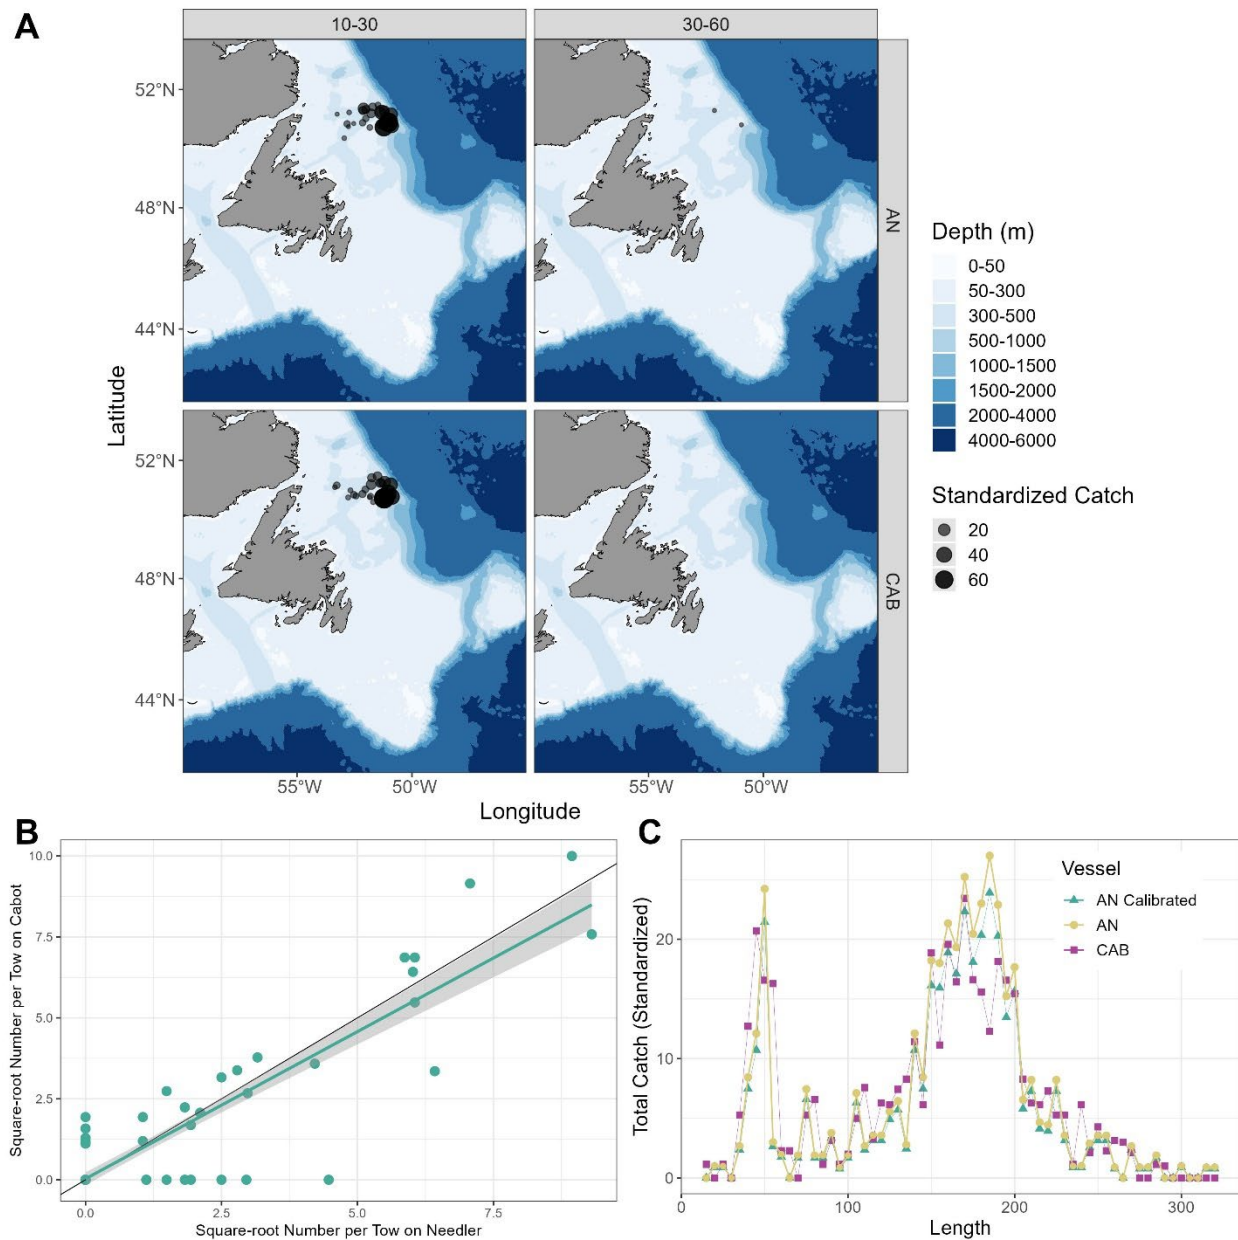 A
10-30
30-60
52°N
48°N
44°N
AN
Latitude
52°N
48°N
44°N
CAB
55°W
50°W
55°W
50°W
Longitude
Depth (m)
0-50
50-300
300-500
500-1000
1000-1500
1500-2000
2000-4000
4000-6000
Standardized Catch
20
40
60
B
Square-root Number per Tow on Cabot
10.0
7.5
5.0
2.5
0.0
0.0
2.5
5.0
7.5
Square-root Number per Tow on Needler
C
Total Catch (Standardized)
20
10
0
0
100
200
300
Length
Vessel
AN Calibrated
AN
CAB